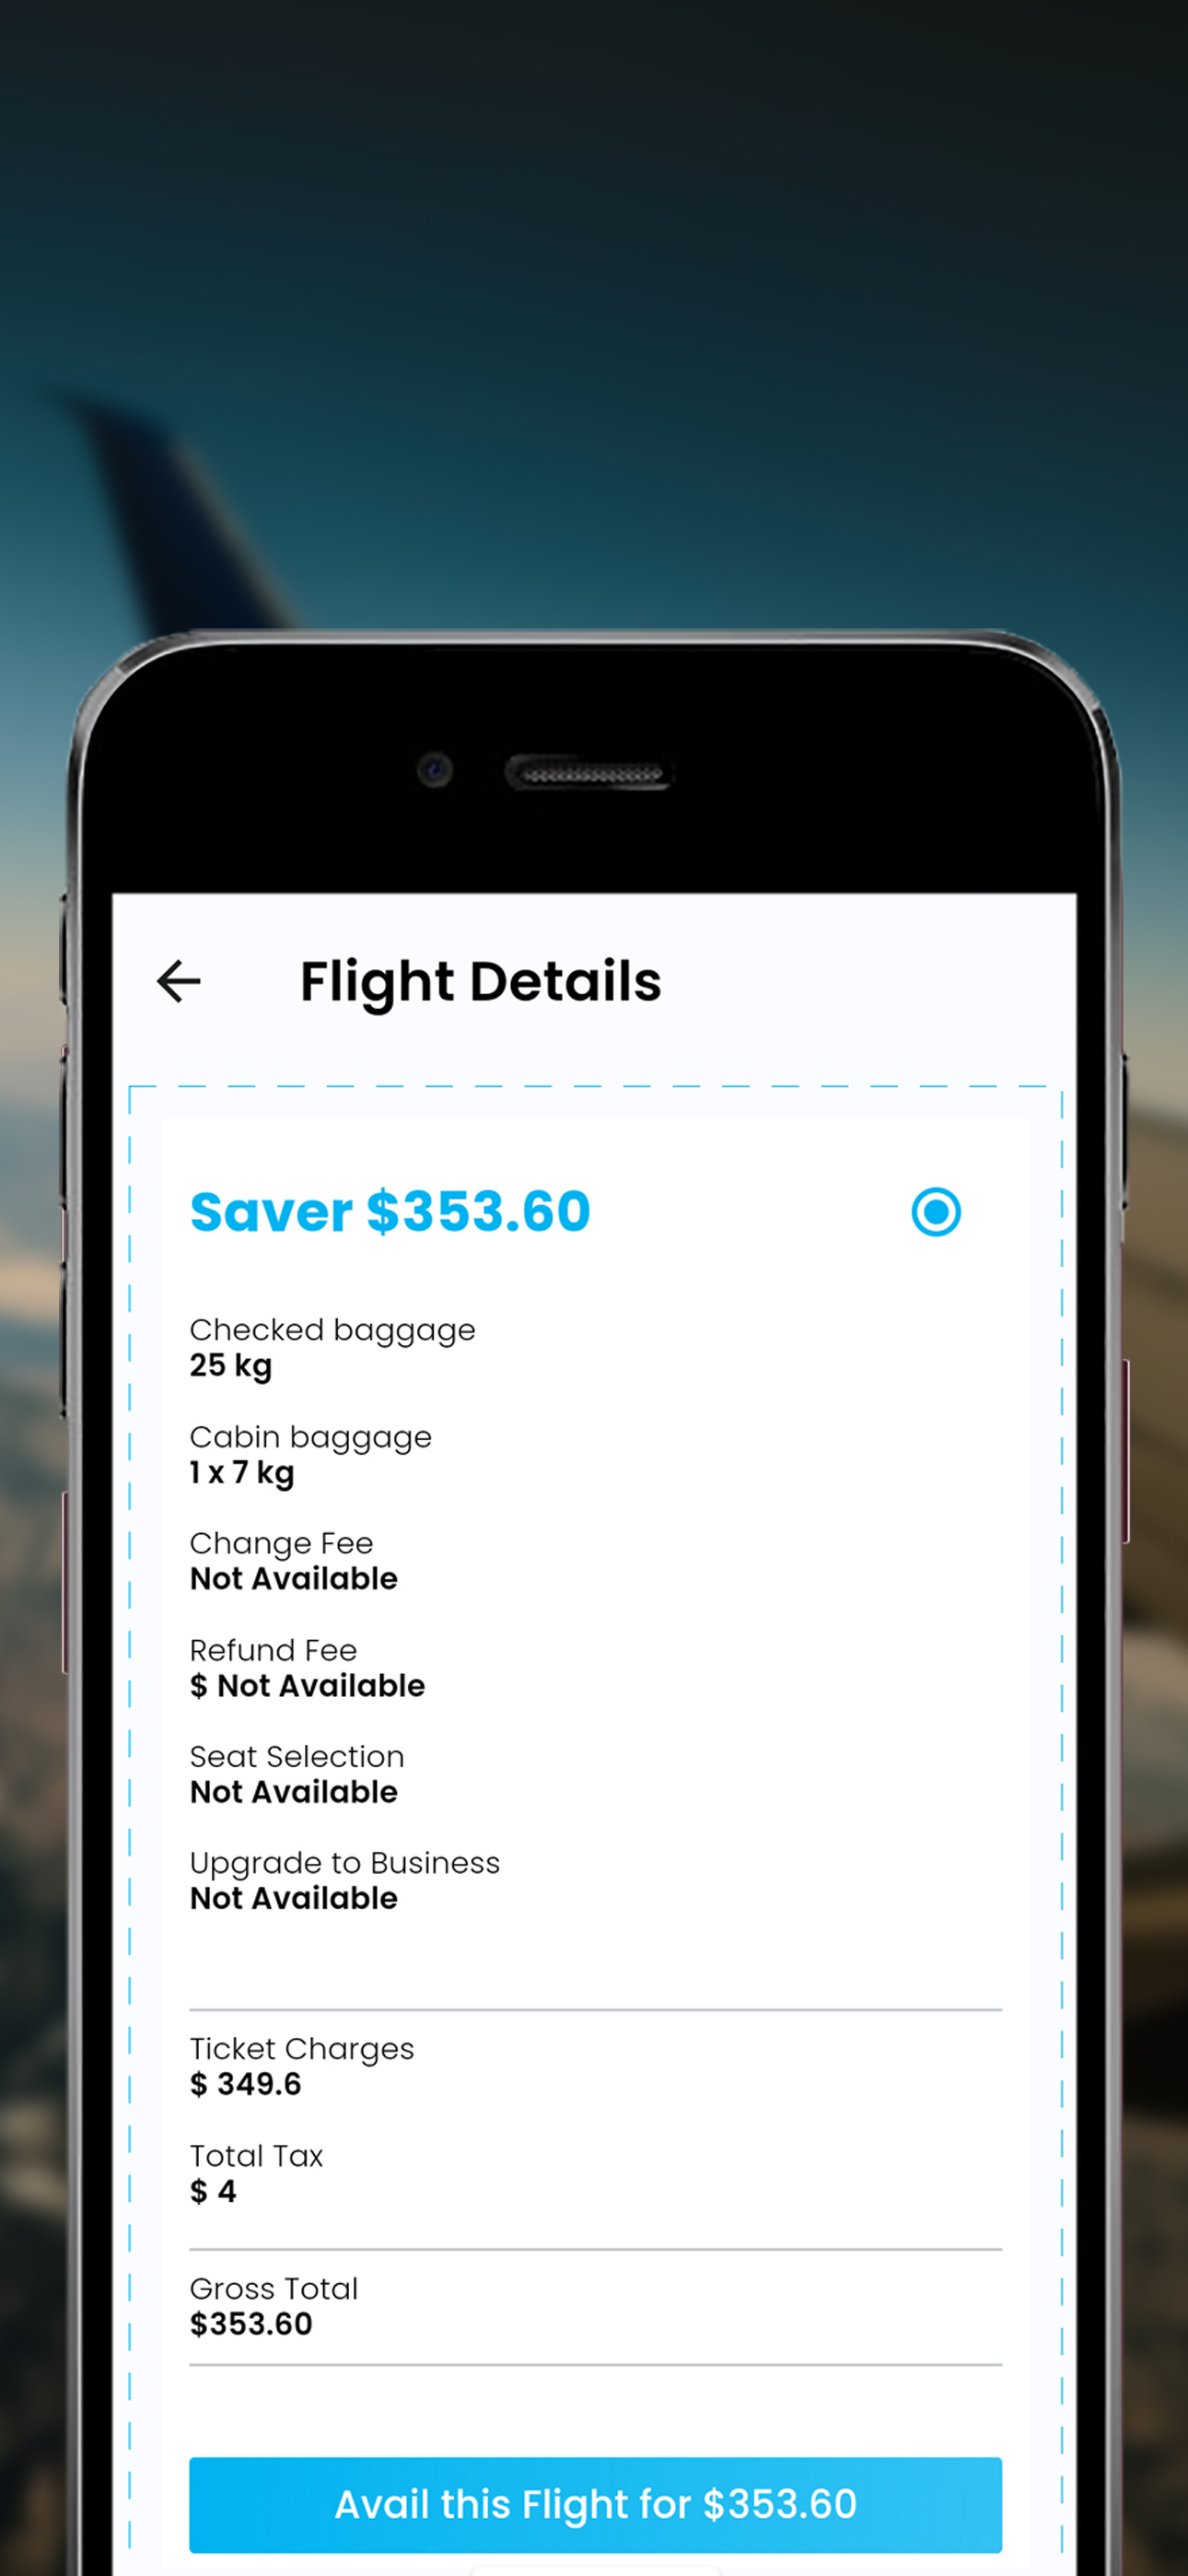 Flight Details
Saver $353.60
Checked baggage
25 kg
Cabin baggage
1 x 7 kg
Change Fee
Not Available
Refund Fee
$ Not Available
Seat Selection
Not Available
Upgrade to Business
Not Available
Ticket Charges
$ 349.6
Total Tax
$ 4
Gross Total
$353.60
Avail this Flight for $353.60